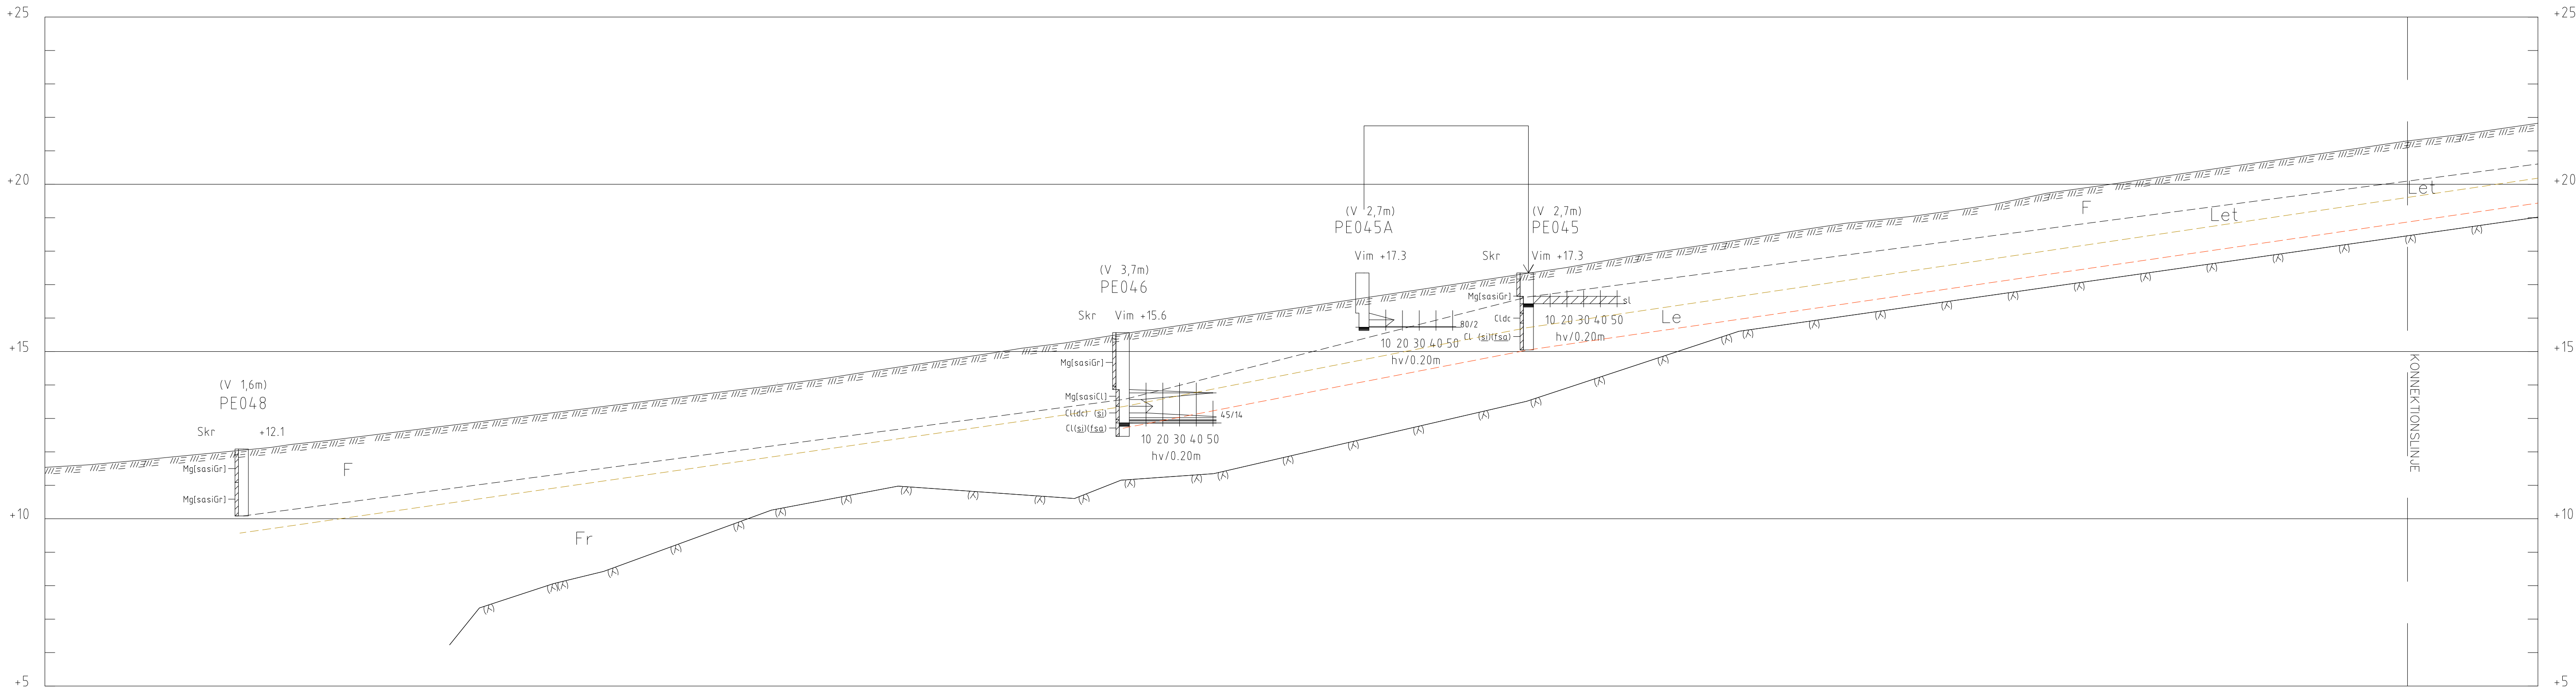 +25
+25
+20
+20
+15
+15
+10
+10
+5
+5
(V 1,6m)
PE048
Skr +12.1
Mg[sasiGr]
Mg[sasiGr]
F
Fr
(V 3,7m)
PE046
Skr Vim +15.6
Mg[sasiGr]
Mg[sasiCl]
Cl(dc) (si)
Cl(si)(fsa)
45/14
10 20 30 40 50
hv/0.20m
(V 2,7m)
PE045A
Vim +17.3
80/2
10 20 30 40 50
hv/0.20m
(V 2,7m)
PE045
Skr Vim +17.3
Mg[sasiGr]
Cldc
Cl (si)(fsa)
sl
10 20 30 40 50
hv/0.20m
Le
F
Let
Let
KONNEKTIONSLINJE